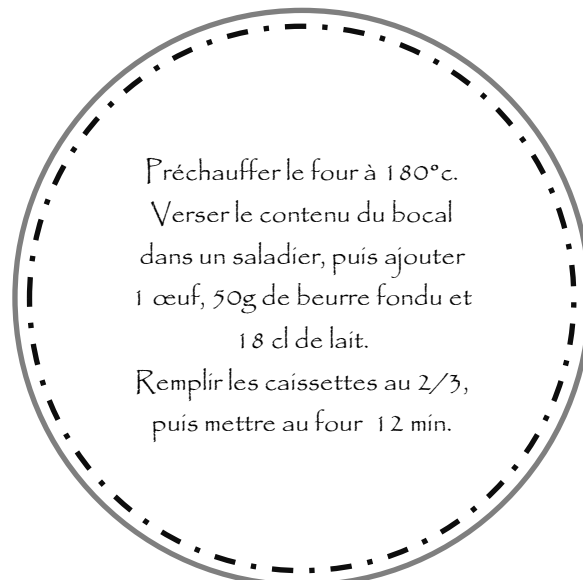 Préchauffer le four à 180°c.
Verser le contenu du bocal
dans un saladier, puis ajouter
1 œuf, 50g de beurre fondu et
18 cl de lait.
Remplir les caissettes au 2/3,
puis mettre au four 12 min.